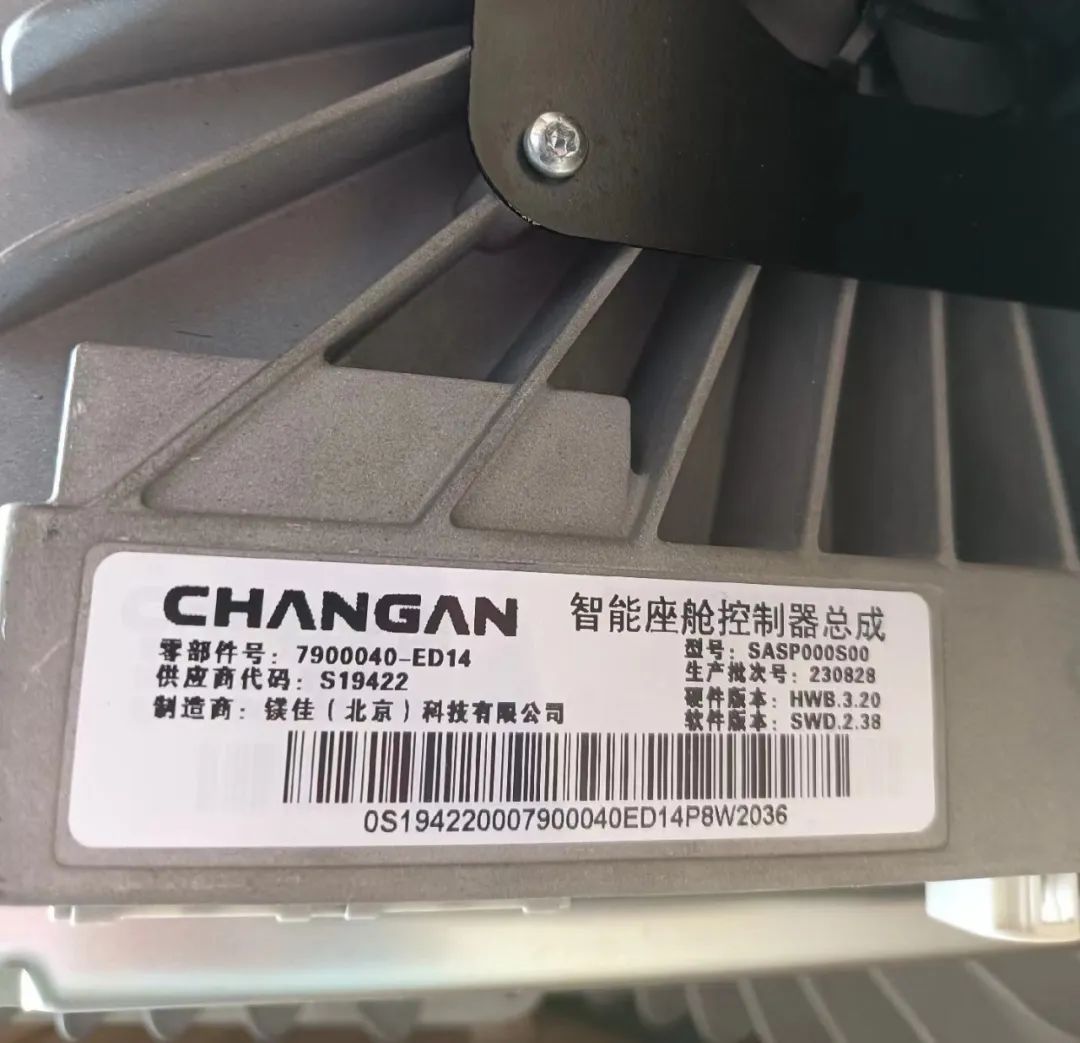 CHANGAN 智能座舱控制器总成
零部件号：7900040-ED14
供应商代码：S19422
制造商：镁佳（北京）科技有限公司
型号：SASP000S00
生产批次号：230828
硬件版本：HWB.3.20
软件版本：SWD.2.38
0S194220007900040ED14P8W2036